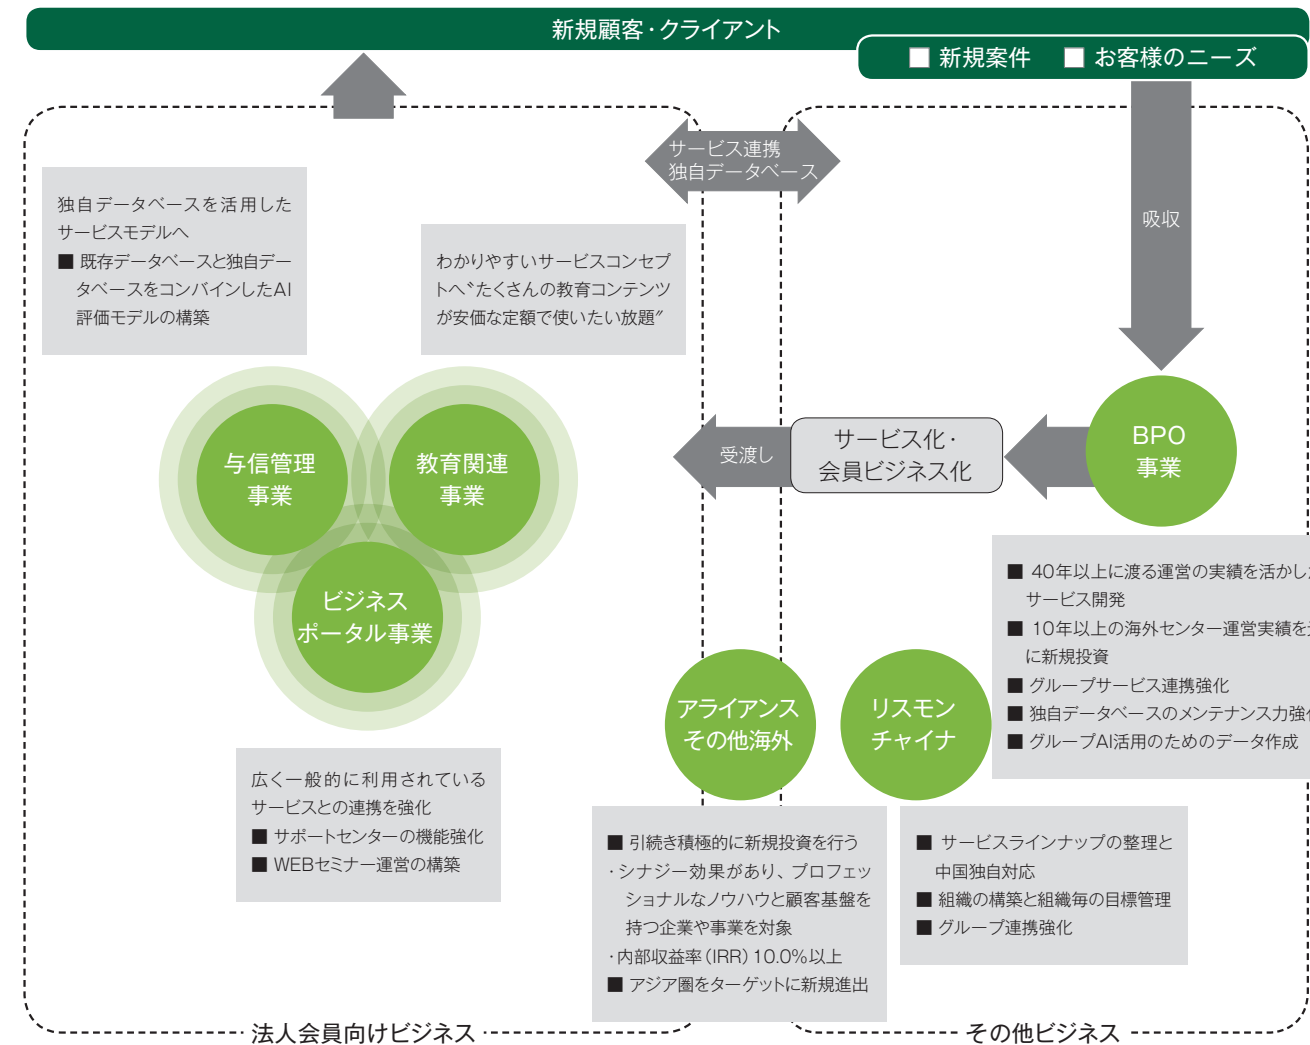 新規顧客・クライアント
■ 新規案件 ■ お客様のニーズ
サービス連携
独自データベース
吸収
独自データベースを活用した
サービスモデルへ
■ 既存データベースと独自デー
タベースをコンバインしたAI
評価モデルの構築
わかりやすいサービスコンセプ
トへ〝たくさんの教育コンテンツ
が安価な定額で使いたい放題〞
与信管理
事業
教育関連
事業
ビジネス
ポータル事業
受渡し
サービス化・
会員ビジネス化
BPO
事業
■ 40年以上に渡る運営の実績を活かし
サービス開発
■ 10年以上の海外センター運営実績を
に新規投資
■ グループサービス連携強化
■ 独自データベースのメンテナンス力強
■ グループAI活用のためのデータ作成
アライアンス
その他海外
リスモン
チャイナ
広く一般的に利用されている
サービスとの連携を強化
■ サポートセンターの機能強化
■ WEBセミナー運営の構築
■ 引続き積極的に新規投資を行う
・シナジー効果があり、プロフェッ
ショナルなノウハウと顧客基盤を
持つ企業や事業を対象
・内部収益率(IRR)10.0%以上
■ アジア圏をターゲットに新規進出
■ サービスラインナップの整理と
中国独自対応
■ 組織の構築と組織毎の目標管理
■ グループ連携強化
法人会員向けビジネス
その他ビジネス